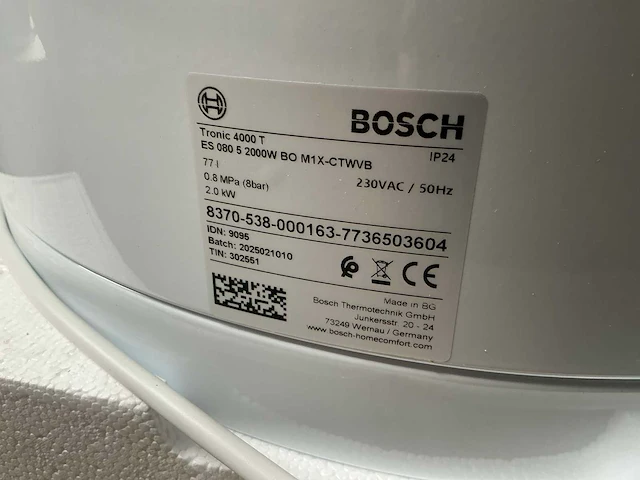 BOSCH
Tronic 4000 T
IP24
ES 080 5 2000W BO M1X-CTWVB
77 l
0.8 MPa (8bar)
230VAC / 50Hz
2.0 kW
8370-538-000163-7736503604
IDN: 9095
Batch: 2025021010
TIN: 302551
CE
Made in BG
Bosch Thermotechnik GmbH
Junkersstr. 20 - 24
73249 Wernau / Germany
www.bosch-homecomfort.com